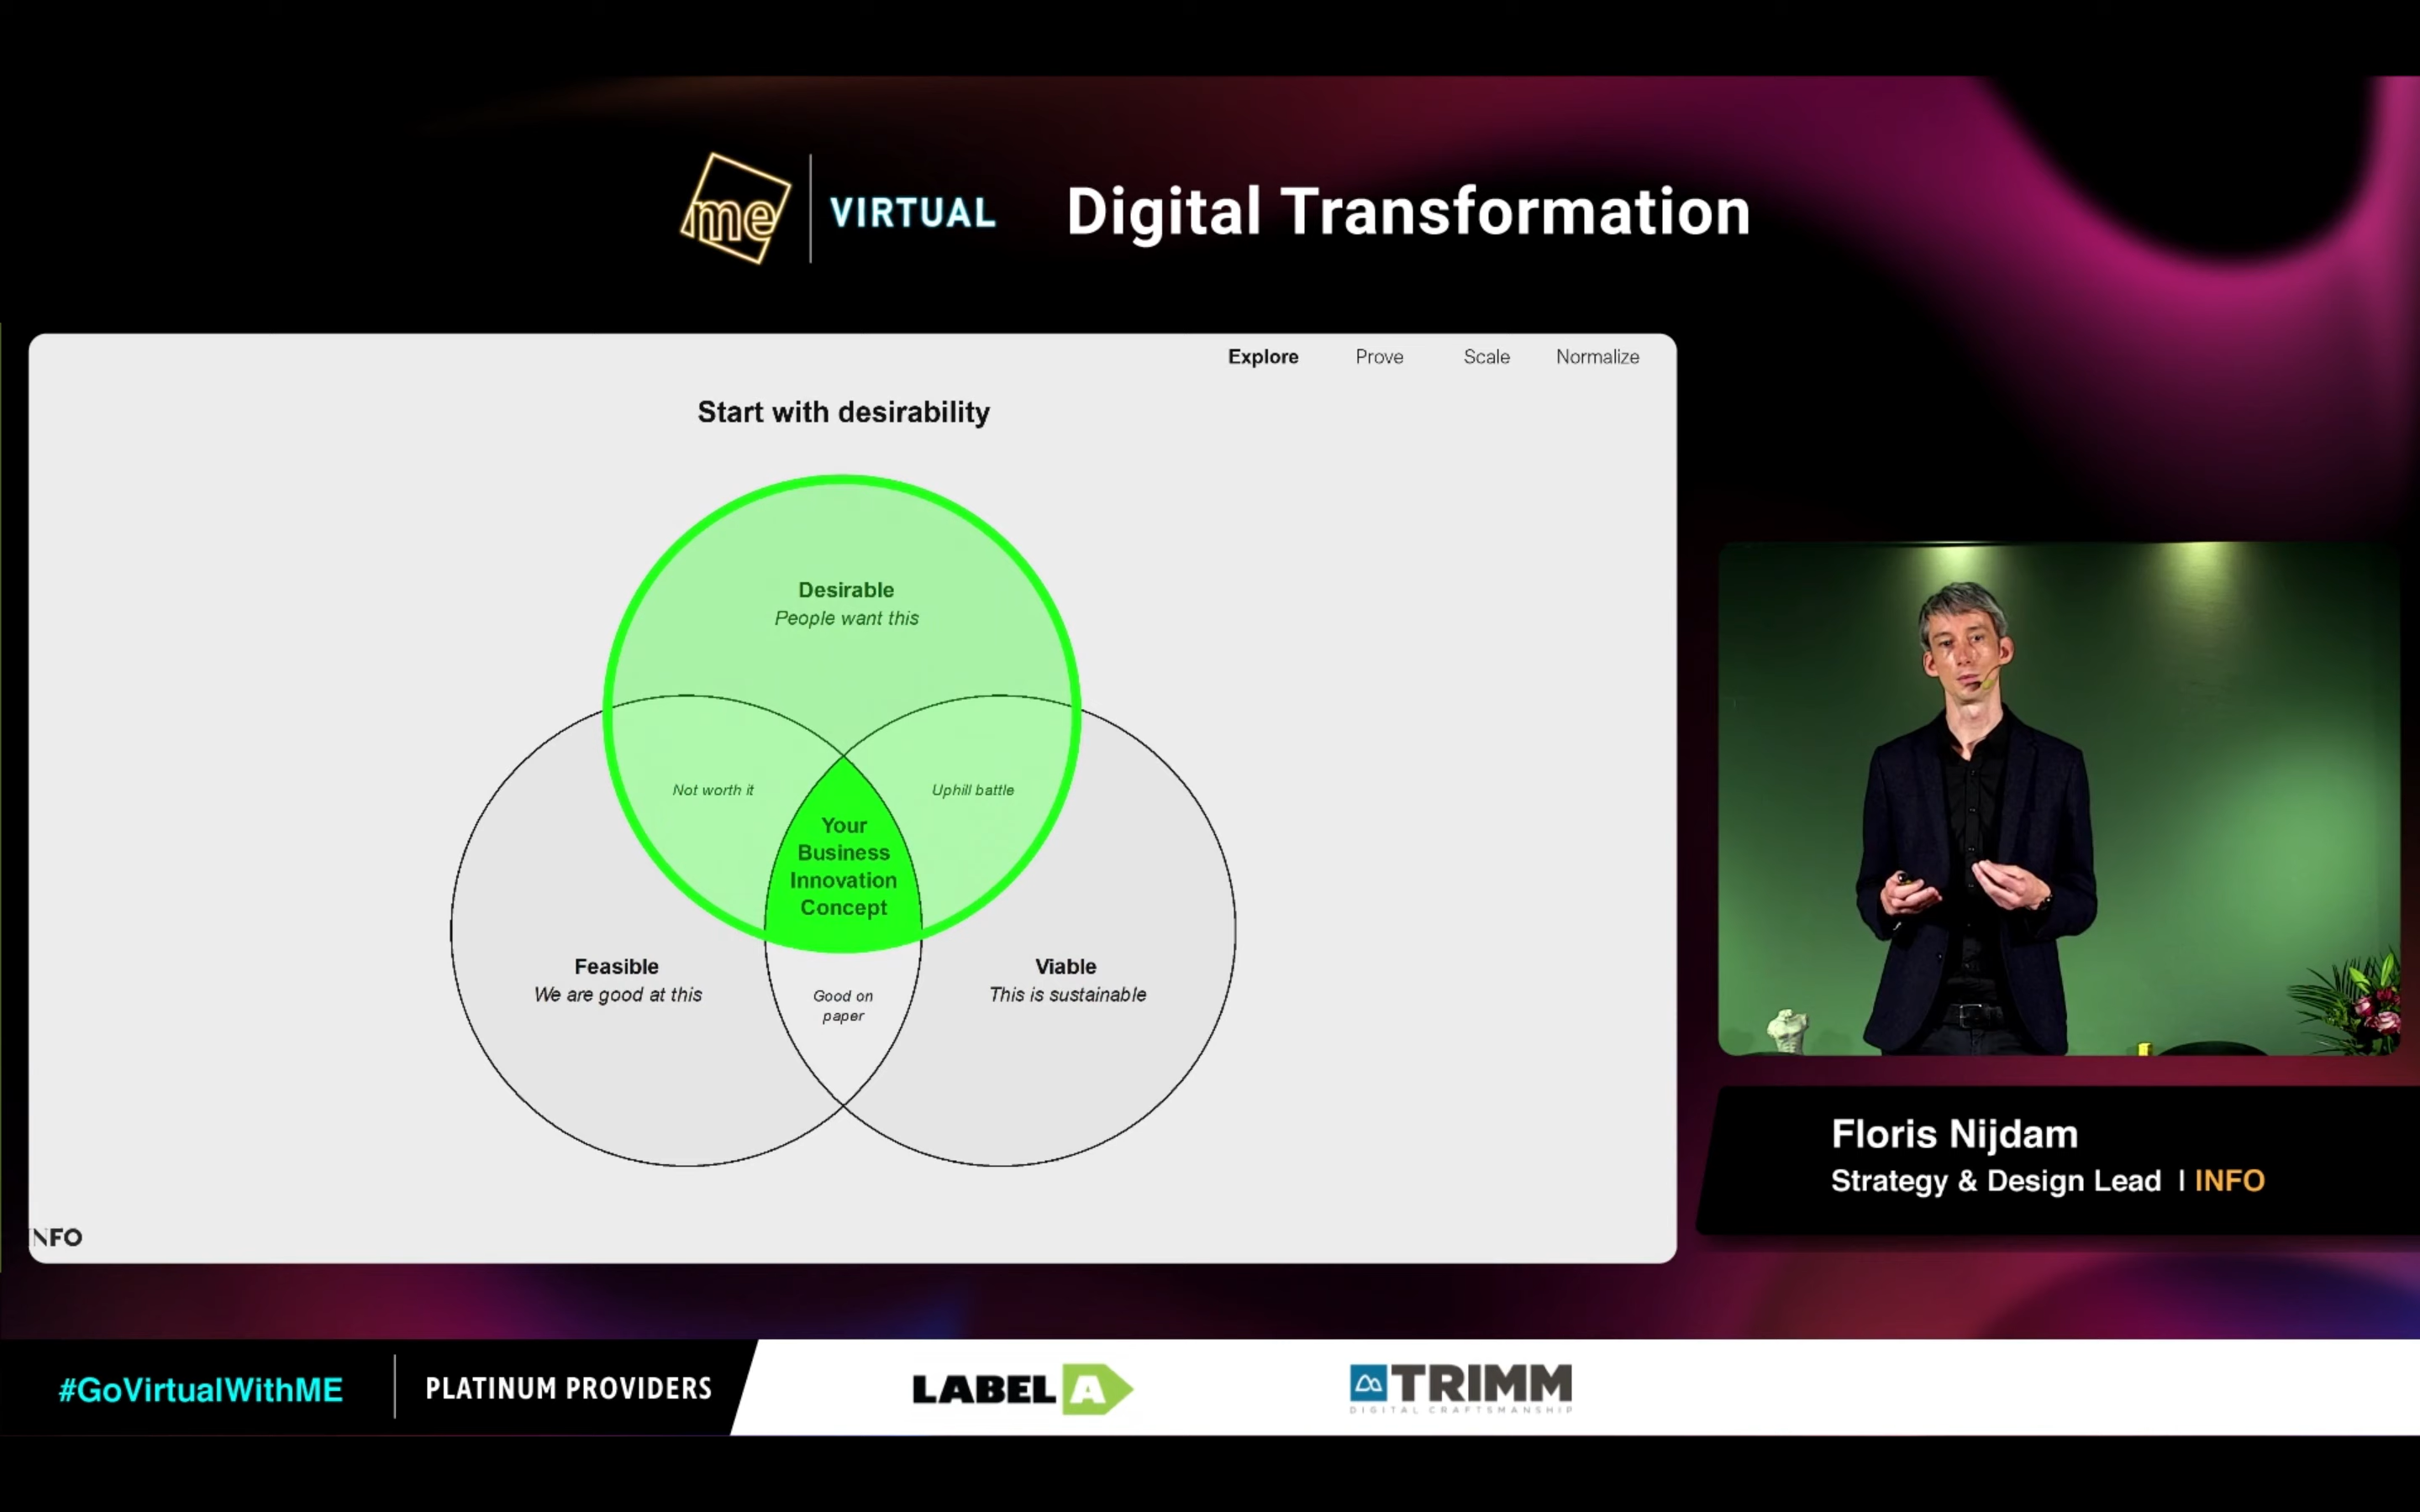 me
VIRTUAL
Digital Transformation
Explore Prove Scale Normalize
Start with desirability
Desirable
People want this
Not worth it
Uphill battle
Your
Business
Innovation
Concept
Feasible
We are good at this
Good on
paper
Viable
This is sustainable
INFO
Floris Nijdam
Strategy & Design Lead | INFO
#GoVirtualWithME
PLATINUM PROVIDERS
LABEL A
TRIMM
DIGITAL CRAFTSMANSHIP